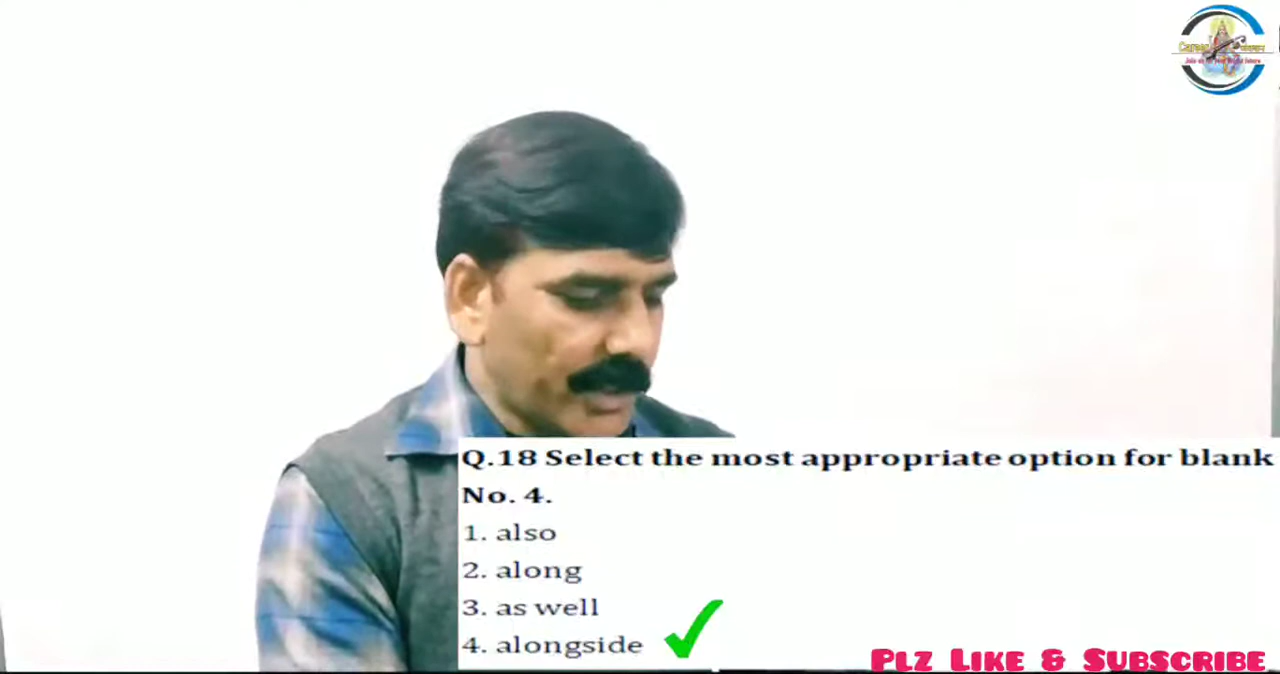 Career
Q.18 Select the most appropriate option for blank
No. 4.
1. also
2. along
3. as well
4. alongside
Plz Like & Subscribe